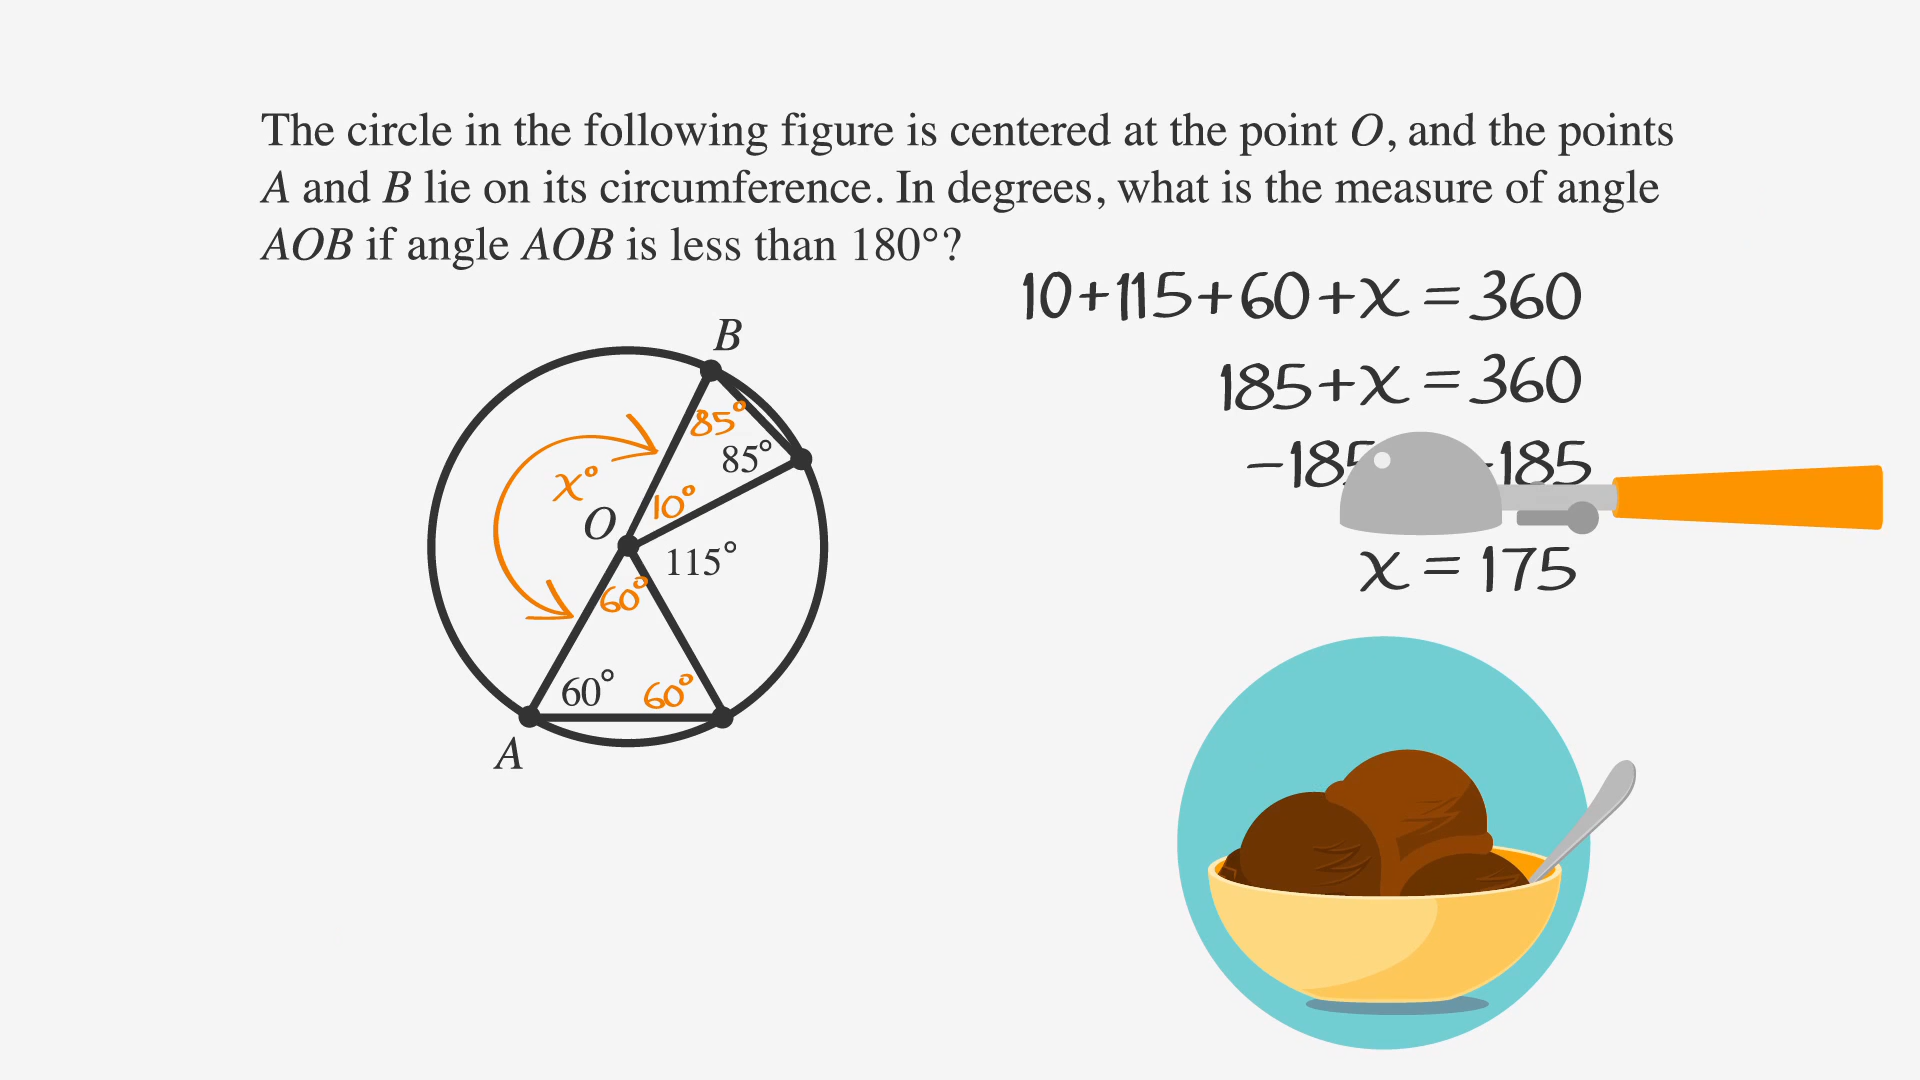 The circle in the following figure is centered at the point O, and the points
A and B lie on its circumference. In degrees, what is the measure of angle
AOB if angle AOB is less than 180°?
10+115+60+x = 360
185+x = 360
-185 -185
x = 175
B
85°
85°
x°
10°
O
115°
60°
60° 60°
A